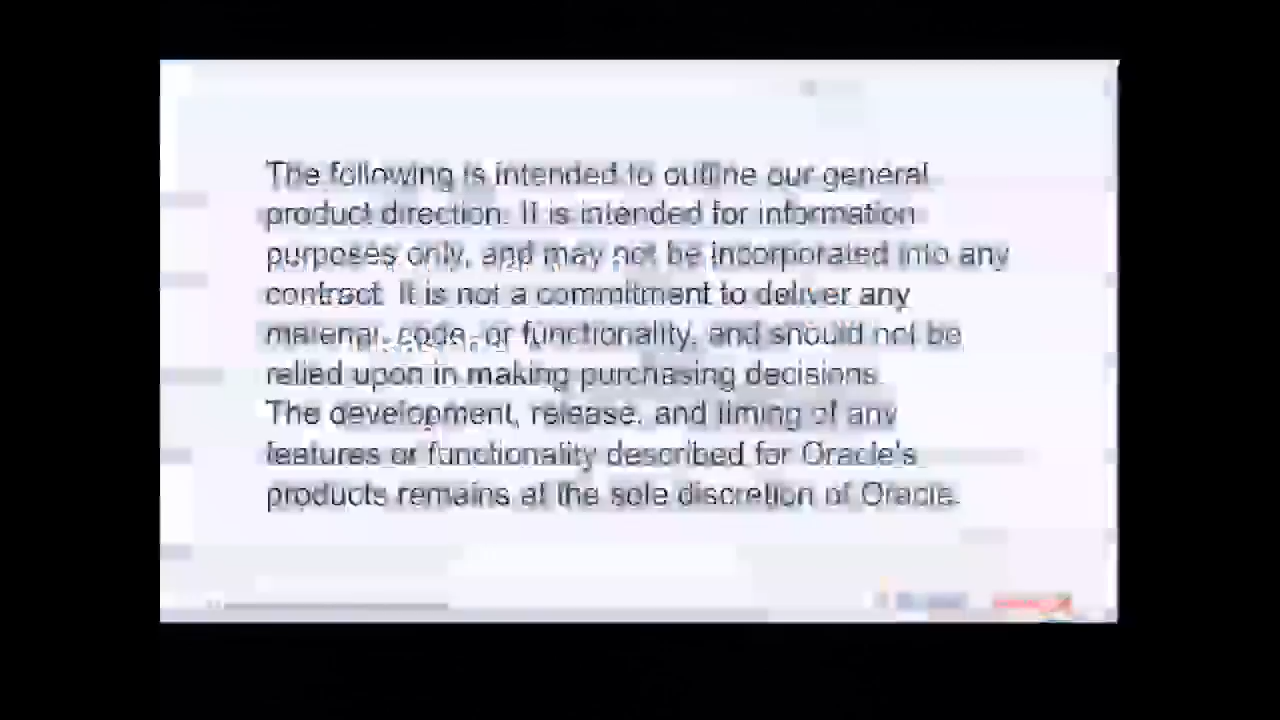 The following is intended to outline our general
product direction. It is intended for information
purposes only, and may not be incorporated into any
contract. It is not a commitment to deliver any
material, code, or functionality, and should not be
relied upon in making purchasing decisions.
The development, release, and timing of any
features or functionality described for Oracle's
products remains at the sole discretion of Oracle.